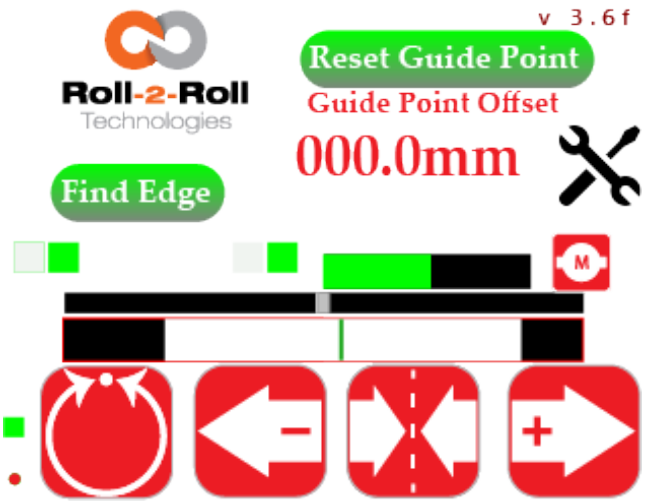 v 3.6f
Roll-2-Roll
Technologies
Reset Guide Point
Guide Point Offset
000.0mm
Find Edge
M
-
+